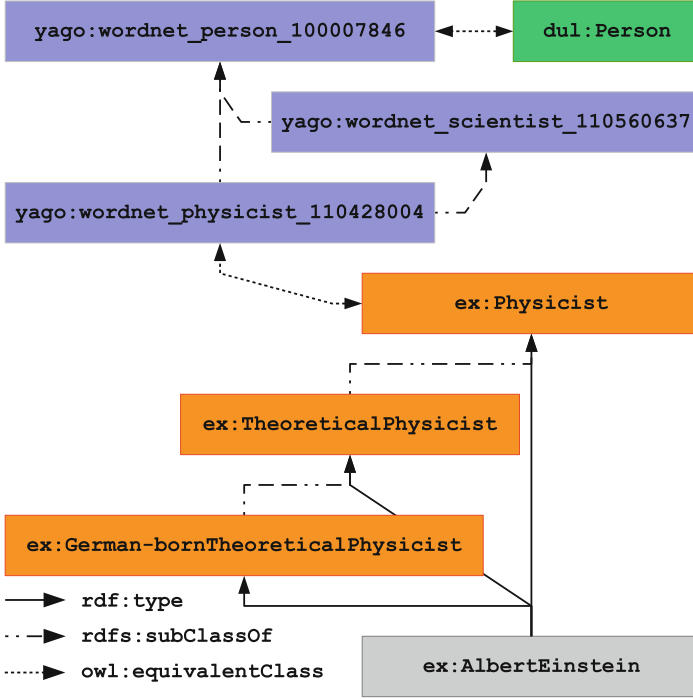 yago:wordnet_person_100007846
dul:Person
yago:wordnet_scientist_110560637
yago:wordnet_physicist_110428004
ex:Physicist
ex:TheoreticalPhysicist
ex:German-bornTheoreticalPhysicist
rdf:type
rdfs:subClassOf
ex:AlbertEinstein
owl:equivalentClass